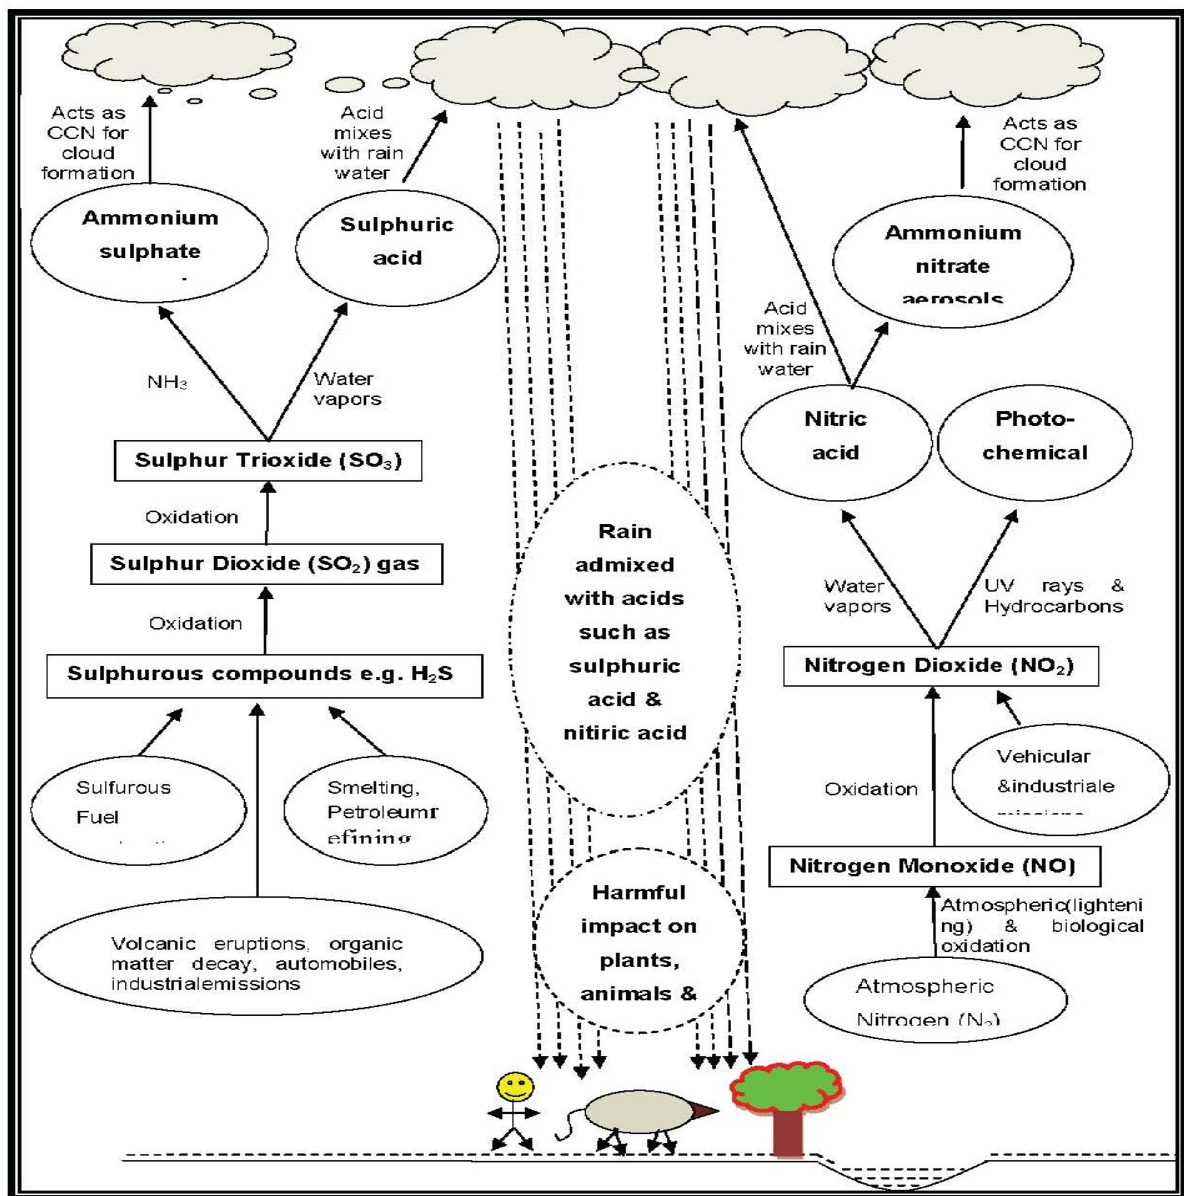 Acts as
CCN for
cloud
formation
Acid
mixes
with rain
water
Ammonium
sulphate
Sulphuric
acid
NH₃
Water
vapors
Sulphur Trioxide (SO₃)
Oxidation
Sulphur Dioxide (SO₂) gas
Oxidation
Sulphurous compounds e.g. H₂S
Sulfurous
Fuel
Smelting,
Petroleumr
efining
Volcanic eruptions, organic
matter decay, automobiles,
industrialemissions
Rain
admixed
with acids
such as
sulphuric
acid &
nitiric acid
Harmful
impact on
plants,
animals &
Acts as
CCN for
cloud
formation
Ammonium
nitrate
aerosols
Acid
mixes
with rain
water
Nitric
acid
Photo-
chemical
Water
vapors
UV rays &
Hydrocarbons
Nitrogen Dioxide (NO₂)
Vehicular
&industriale
Oxidation
Nitrogen Monoxide (NO)
Atmospheric(lighteni
ng) & biological
oxidation
Atmospheric
Nitrogen (N₂)